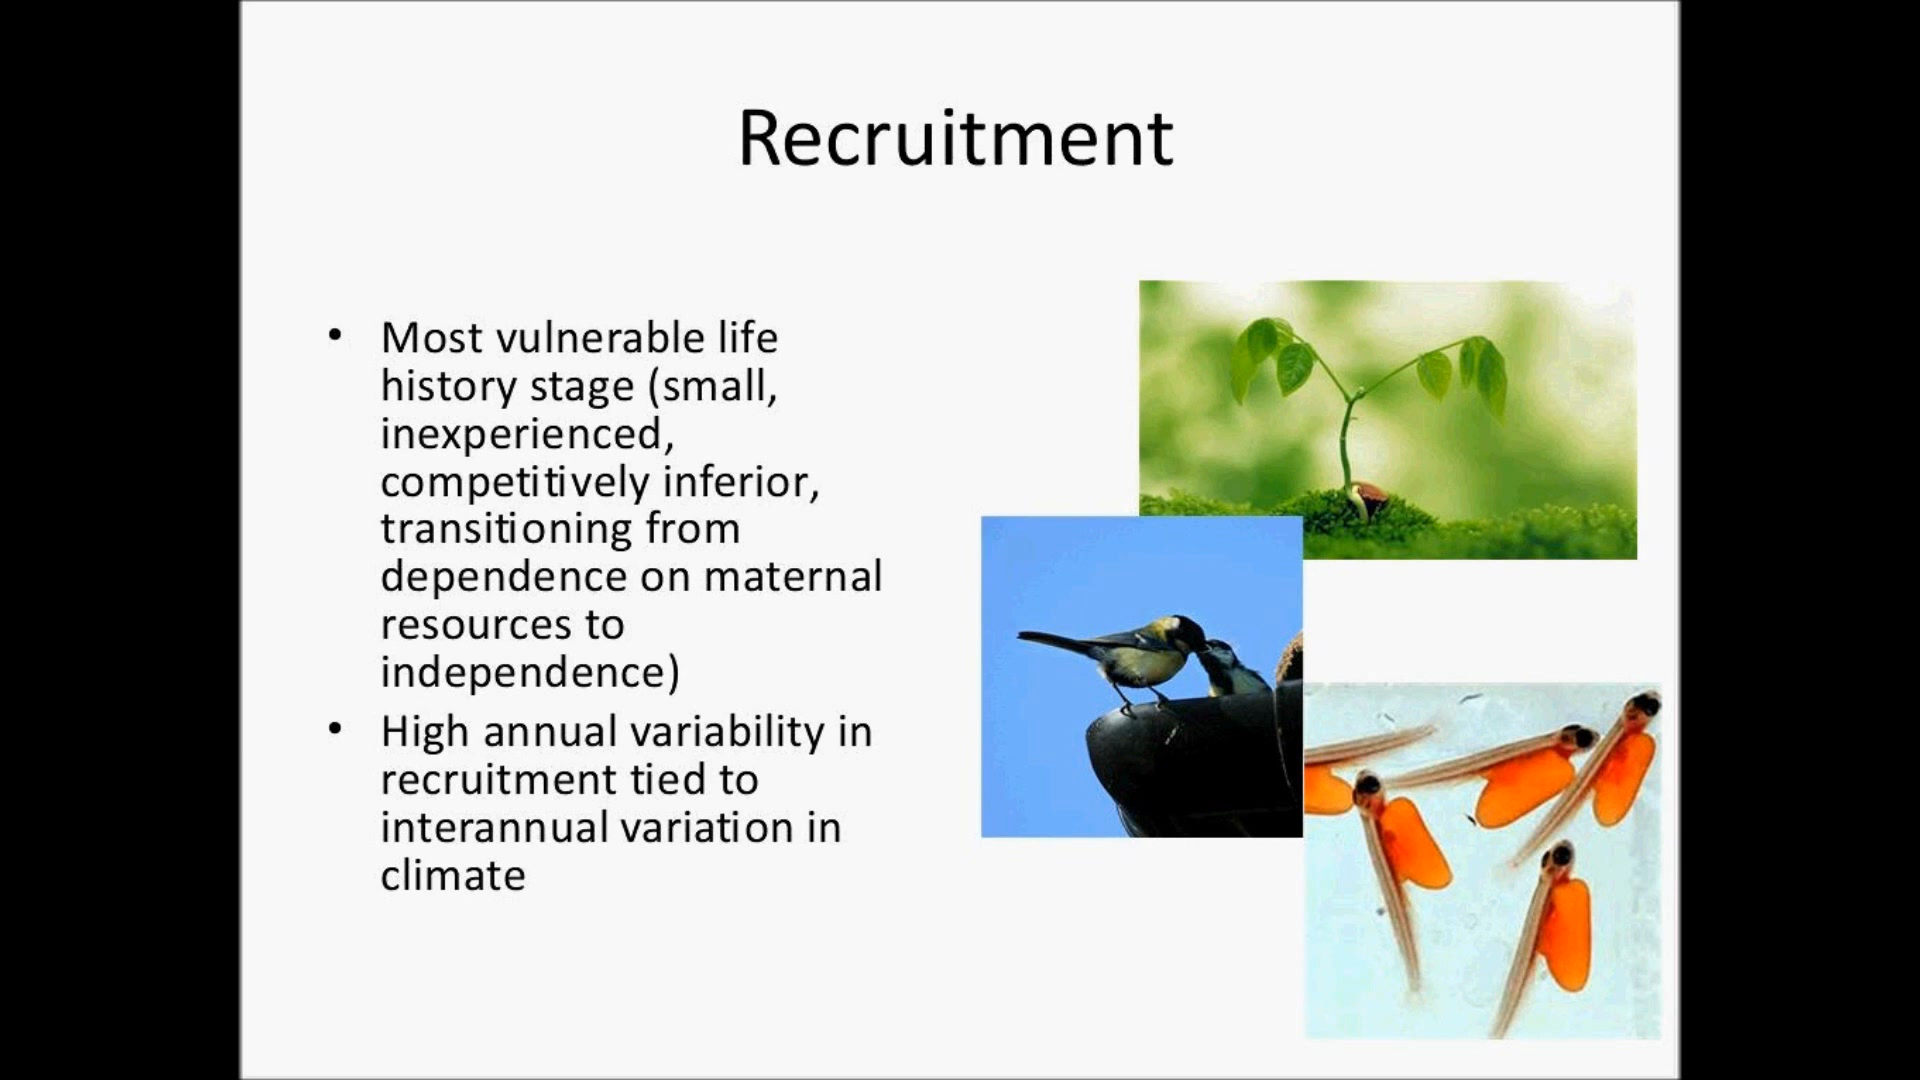 Recruitment
• Most vulnerable life
history stage (small,
inexperienced,
competitively inferior,
transitioning from
dependence on maternal
resources to
independence)
• High annual variability in
recruitment tied to
interannual variation in
climate